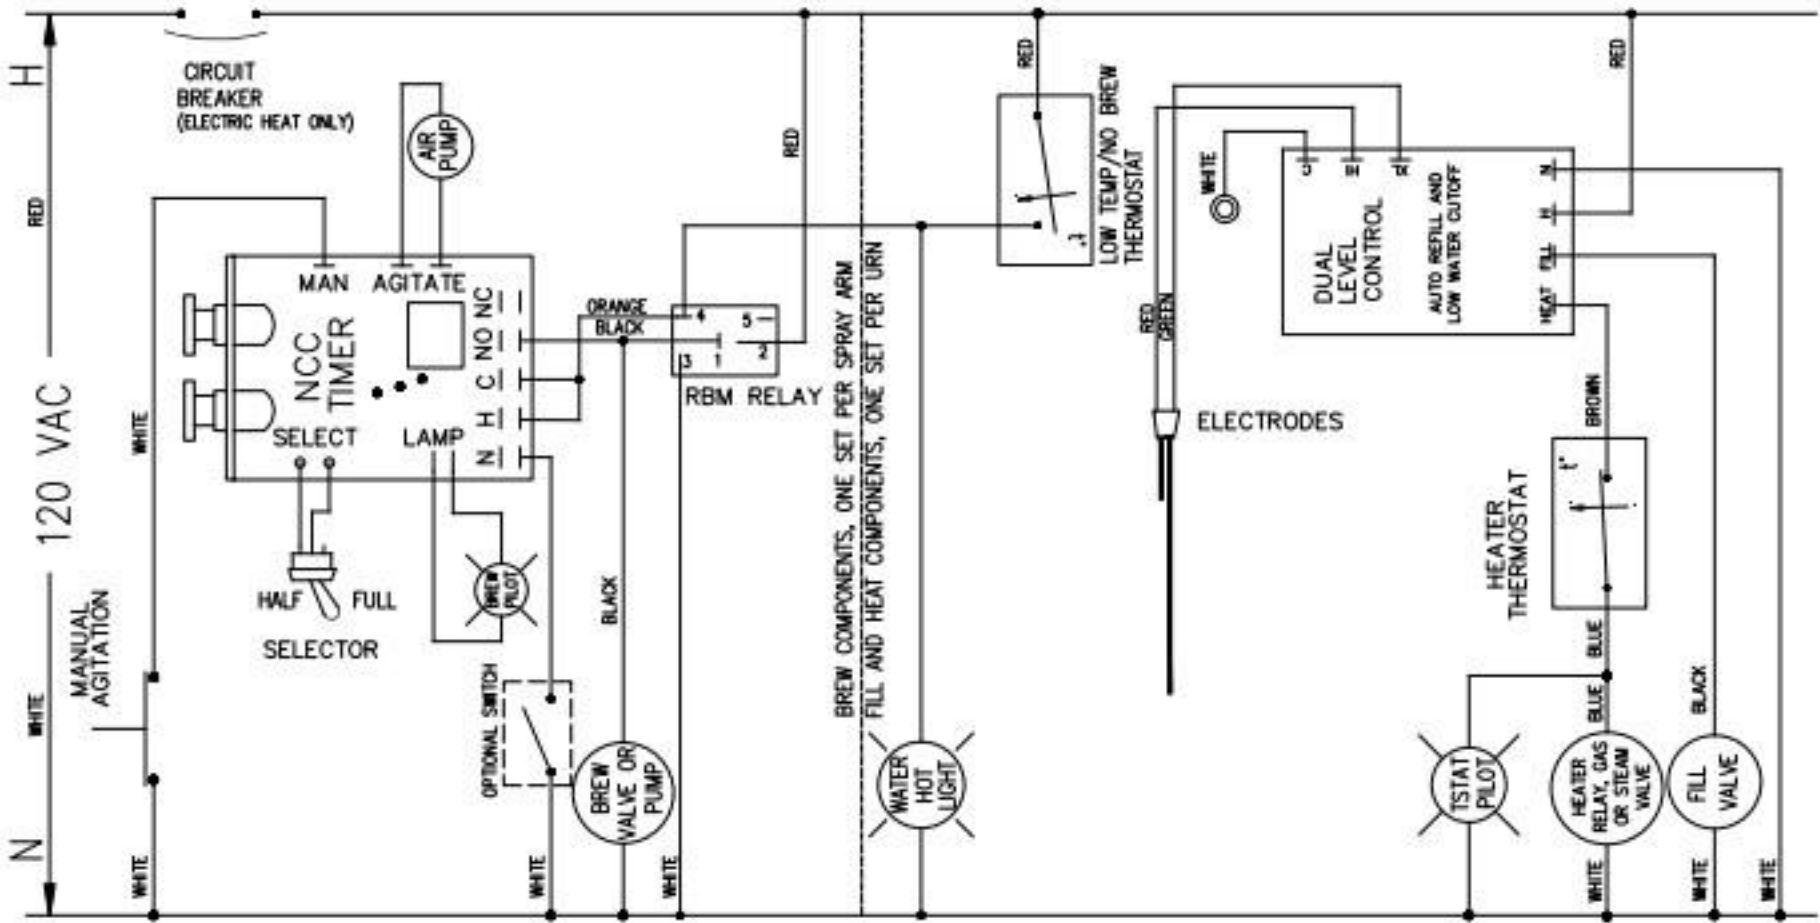 H
RED
120 VAC
WHITE
N
CIRCUIT
BREAKER
(ELECTRIC HEAT ONLY)
AIR
PUMP
WHITE
MAN
AGITATE
NCC
TIMER
NC
NO
C
H
N
SELECT
LAMP
HALF
FULL
SELECTOR
BREW
PILOT
MANUAL
AGITATION
WHITE
OPTIONAL SWITCH
WHITE
ORANGE
BLACK
4
5
3
1
2
RBM RELAY
RED
BLACK
BREW
VALVE OR
PUMP
WHITE
BREW COMPONENTS, ONE SET PER SPRAY ARM
FILL AND HEAT COMPONENTS, ONE SET PER URN
WATER
HOT
LIGHT
RED
LOW TEMP/NO BREW
THERMOSTAT
t°
WHITE
RED
GREEN
ELECTRODES
C
HI
DUAL
LEVEL
CONTROL
AUTO REFILL AND
LOW WATER CUTOFF
N
H
FILL
HEAT
RED
BROWN
t°
HEATER
THERMOSTAT
BLUE
BLUE
BLACK
TSTAT
PILOT
HEATER
RELAY, GAS
OR STEAM
VALVE
FILL
VALVE
WHITE
WHITE
WHITE